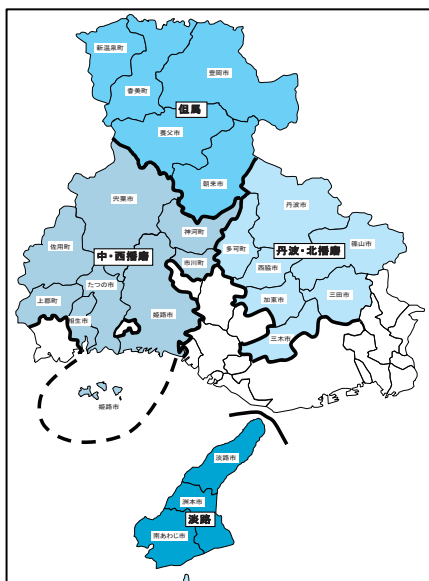 新温泉町
香美町
豊岡市
但馬
養父市
朝来市
宍粟市
丹波市
神河町
多可町
篠山市
佐用町
中・西播磨
丹波・北播磨
市川町
西脇市
たつの市
上郡町
加東市
三田市
相生市
姫路市
三木市
姫路市
淡路市
洲本市
淡路
南あわじ市